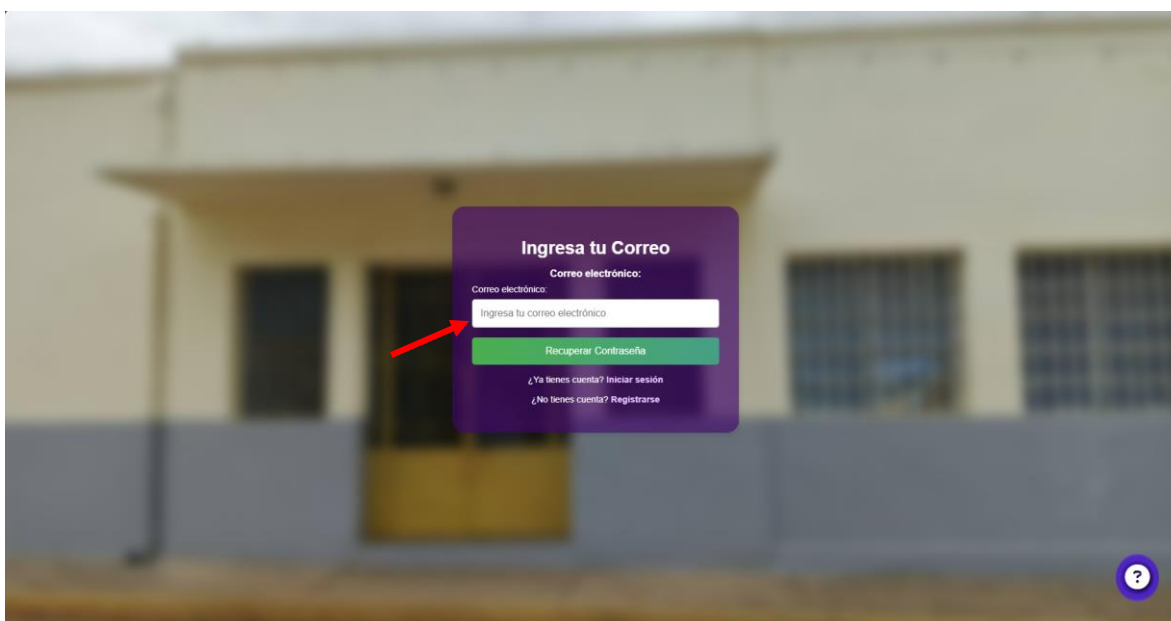 Ingresa tu Correo
Correo electrónico:
Correo electrónico:
Ingresa tu correo electrónico
Recuperar Contraseña
¿Ya tienes cuenta? Iniciar sesión
¿No tienes cuenta? Registrarse
?